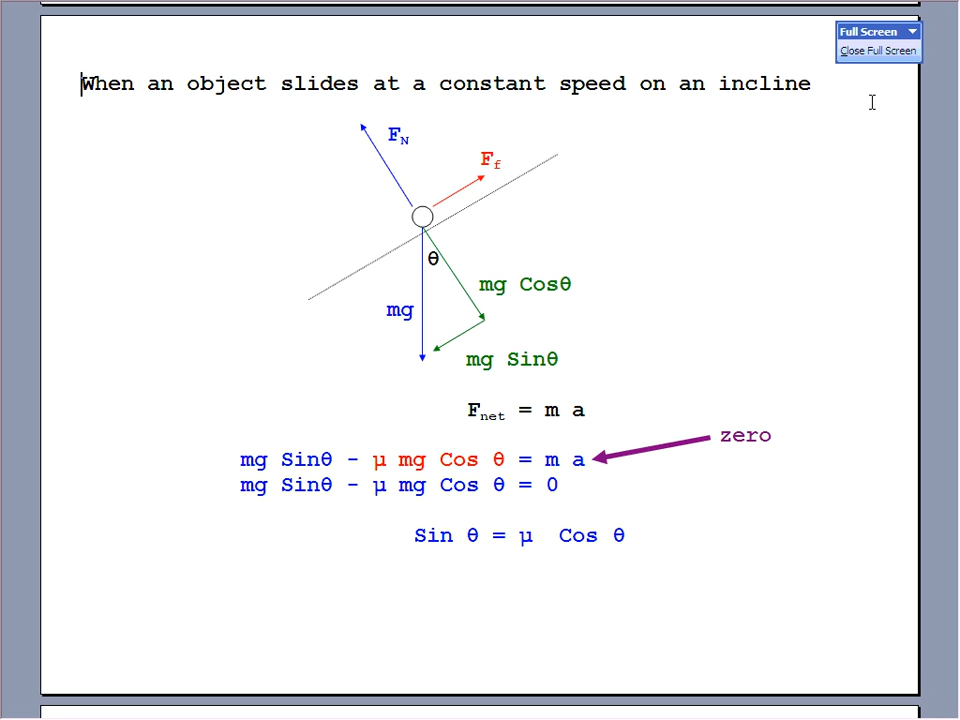 Full Screen
Close Full Screen
When an object slides at a constant speed on an incline
FN
Ff
θ
mg Cosθ
mg
mg Sinθ
Fnet = m a
zero
mg Sinθ - μ mg Cos θ = m a
mg Sinθ - μ mg Cos θ = 0
Sin θ = μ Cos θ